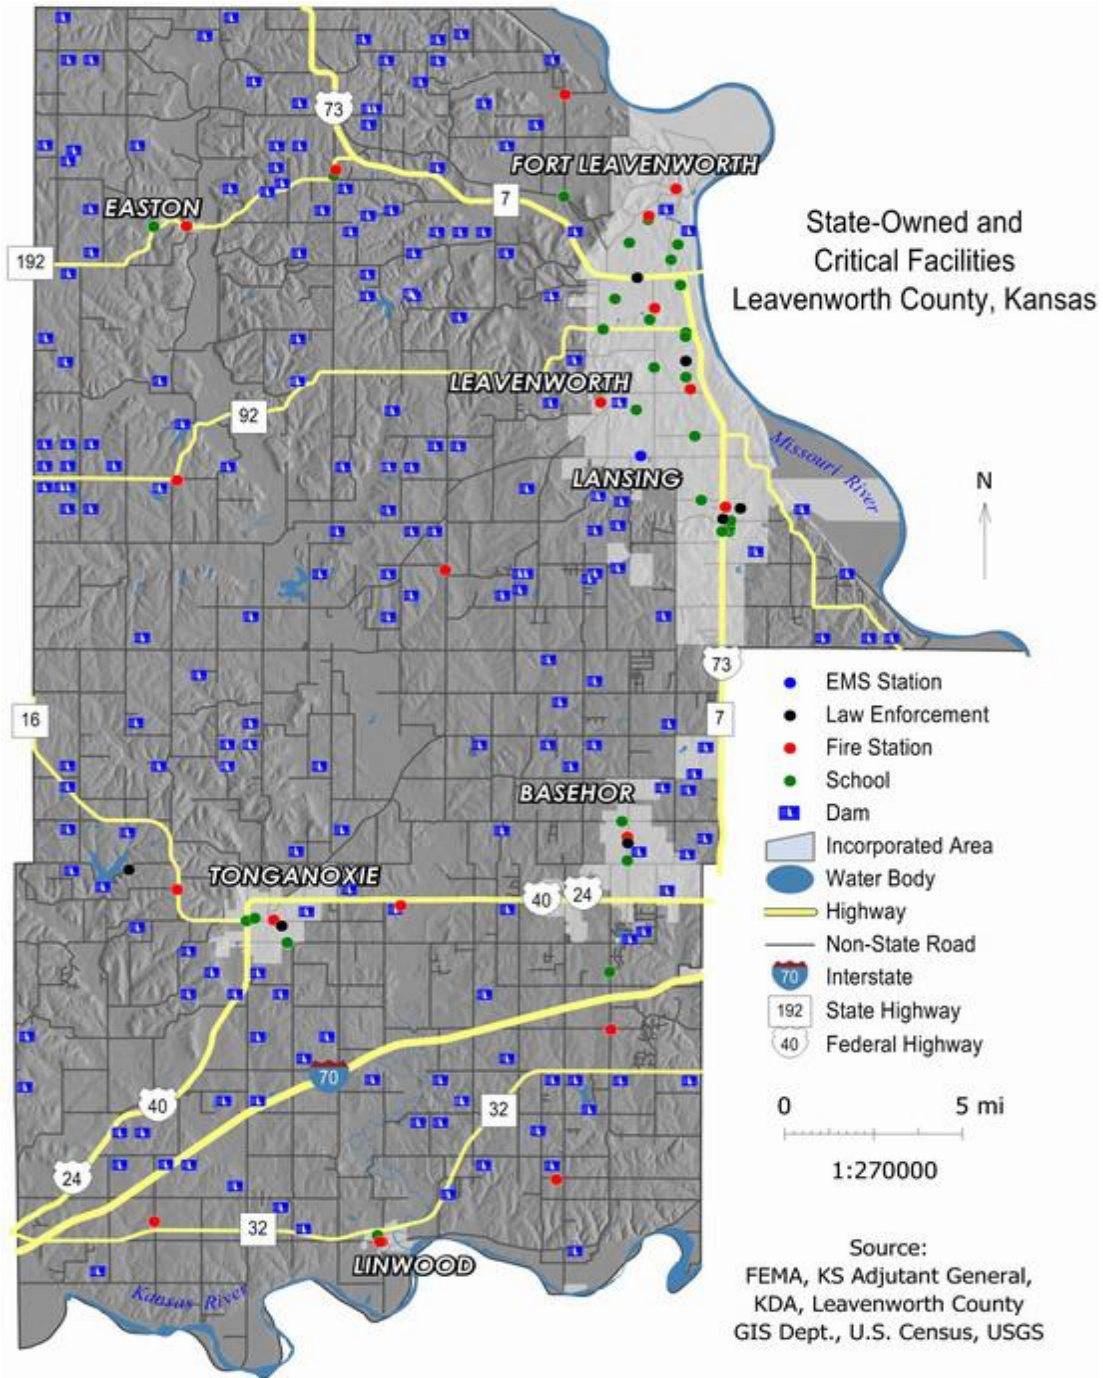 73
FORT LEAVENWORTH
EASTON
7
192
State-Owned and
Critical Facilities
Leavenworth County, Kansas
LEAVENWORTH
92
Missouri River
LANSING
N
73
EMS Station
16
7
Law Enforcement
Fire Station
School
BASEHOR
Dam
Incorporated Area
TONGANOXIE
Water Body
40
24
Highway
Non-State Road
70
Interstate
192
State Highway
40
Federal Highway
70
40
32
0
5 mi
24
1:270000
32
LINWOOD
Kansas River
Source:
FEMA, KS Adjutant General,
KDA, Leavenworth County
GIS Dept., U.S. Census, USGS